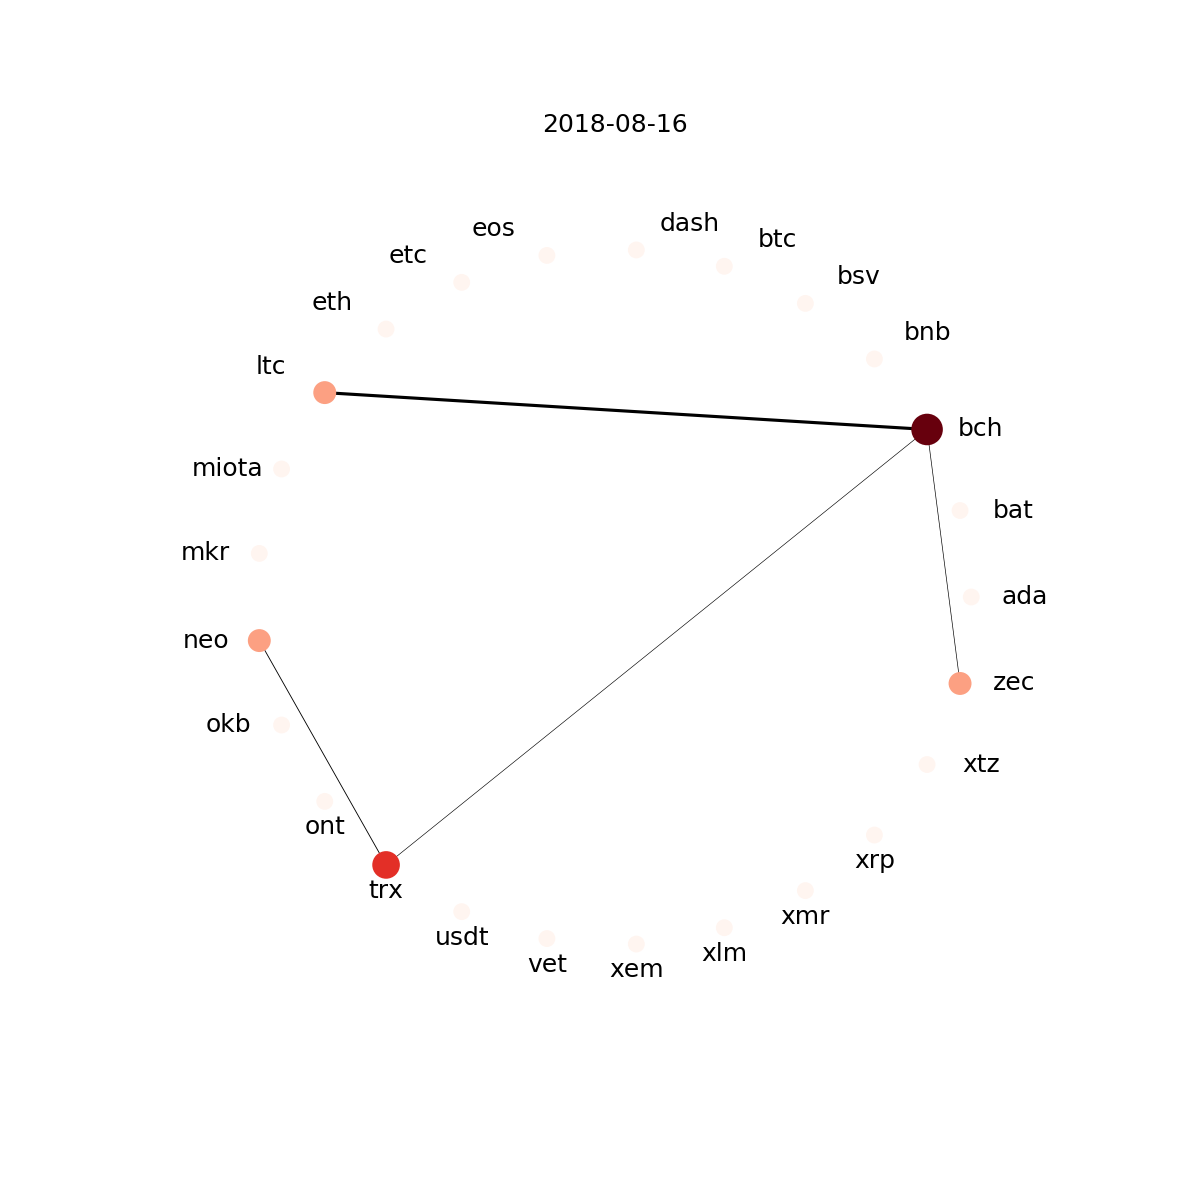 2018-08-16
dash
eos
btc
etc
bsv
eth
bnb
ltc
bch
miota
bat
mkr
ada
neo
zec
okb
xtz
ont
xrp
trx
xmr
usdt
xlm
vet
xem